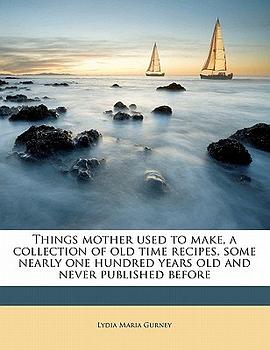 Things mother used to make, a
collection of old time recipes, some
nearly one hundred years old and
never published before
Lydia Maria Gurney